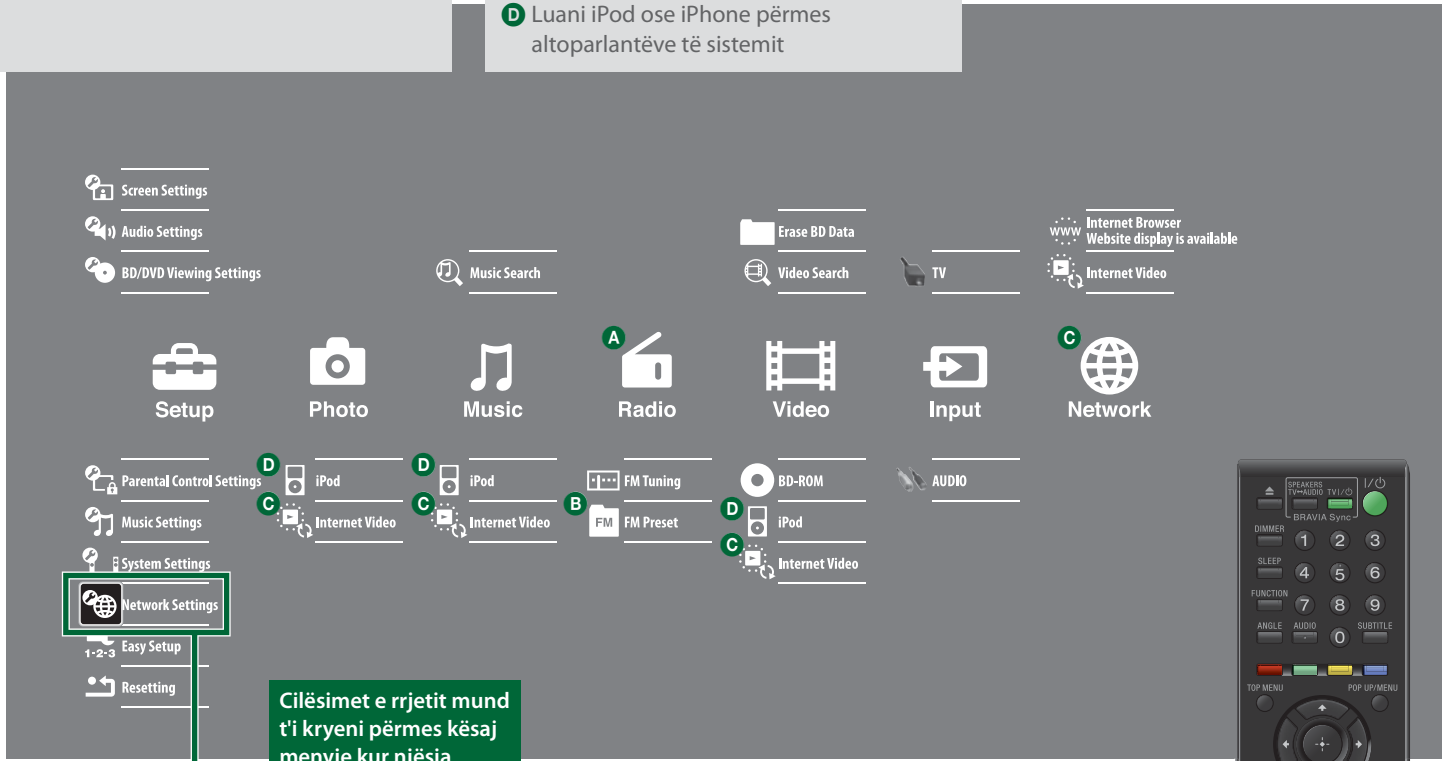 D Luani iPod ose iPhone përmes
altoparlantëve të sistemit
Screen Settings
Audio Settings
BD/DVD Viewing Settings
Music Search
Erase BD Data
Video Search
TV
www Internet Browser
Website display is available
Internet Video
Setup
Photo
Music
A Radio
Video
Input
C Network
Parental Control Settings
Music Settings
System Settings
Network Settings
1-2-3 Easy Setup
Resetting
D iPod
C Internet Video
D iPod
C Internet Video
FM Tuning
B FM FM Preset
BD-ROM
D iPod
C Internet Video
AUDIO
Cilësimet e rrjetit mund
t'i kryeni përmes kësaj
menyje kur njësia
SPEAKERS
TV↔AUDIO TV I/⏻
I/⏻
BRAVIA Sync
DIMMER
1 2 3
SLEEP
4 5 6
FUNCTION
7 8 9
ANGLE AUDIO 0 SUBTITLE
TOP MENU POP UP/MENU